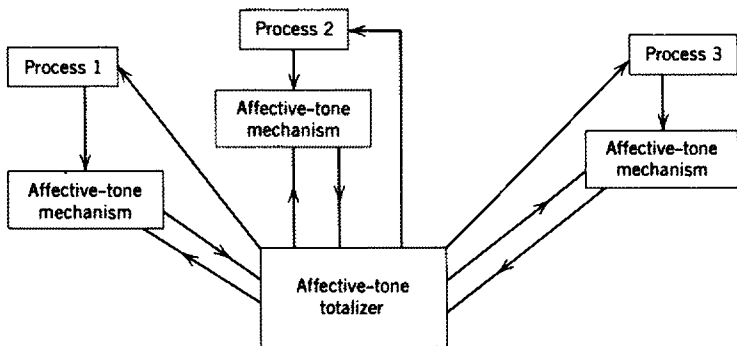 Process 1
Process 2
Process 3
Affective-tone
mechanism
Affective-tone
mechanism
Affective-tone
mechanism
Affective-tone
totalizer